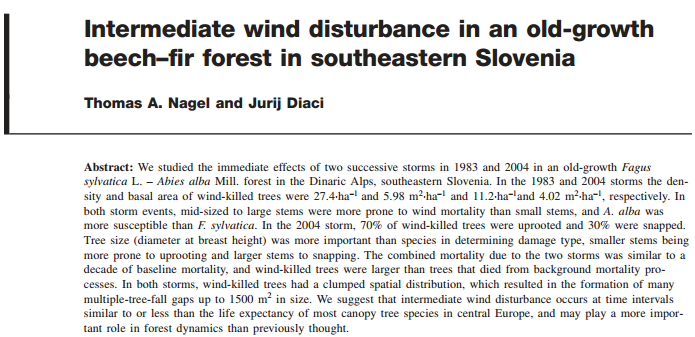 Intermediate wind disturbance in an old-growth
beech–fir forest in southeastern Slovenia
Thomas A. Nagel and Jurij Diaci
Abstract: We studied the immediate effects of two successive storms in 1983 and 2004 in an old-growth Fagus
sylvatica L. – Abies alba Mill. forest in the Dinaric Alps, southeastern Slovenia. In the 1983 and 2004 storms the den-
sity and basal area of wind-killed trees were 27.4·ha⁻¹ and 5.98 m²·ha⁻¹ and 11.2·ha⁻¹and 4.02 m²·ha⁻¹, respectively. In
both storm events, mid-sized to large stems were more prone to wind mortality than small stems, and A. alba was
more susceptible than F. sylvatica. In the 2004 storm, 70% of wind-killed trees were uprooted and 30% were snapped.
Tree size (diameter at breast height) was more important than species in determining damage type, smaller stems being
more prone to uprooting and larger stems to snapping. The combined mortality due to the two storms was similar to a
decade of baseline mortality, and wind-killed trees were larger than trees that died from background mortality pro-
cesses. In both storms, wind-killed trees had a clumped spatial distribution, which resulted in the formation of many
multiple-tree-fall gaps up to 1500 m² in size. We suggest that intermediate wind disturbance occurs at time intervals
similar to or less than the life expectancy of most canopy tree species in central Europe, and may play a more impor-
tant role in forest dynamics than previously thought.